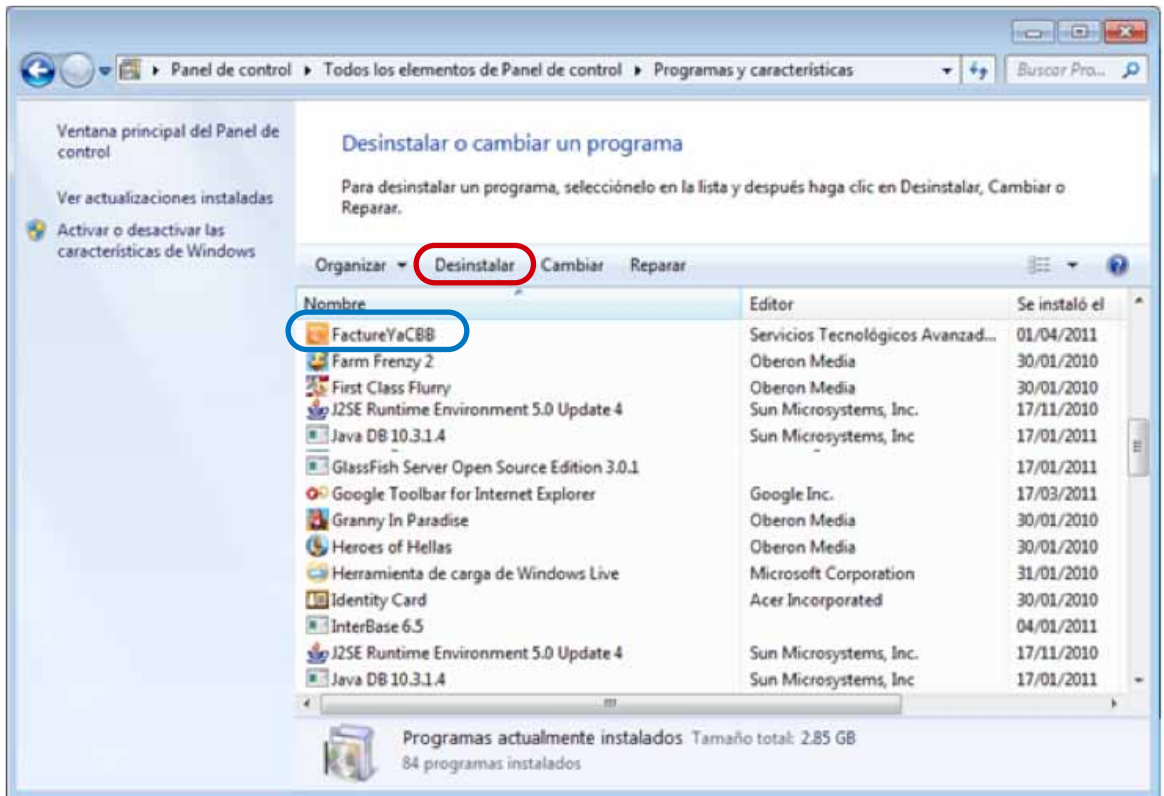 Panel de control ▸ Todos los elementos de Panel de control ▸ Programas y características
Buscar Pro...
Ventana principal del Panel de
control
Ver actualizaciones instaladas
Activar o desactivar las
características de Windows
Desinstalar o cambiar un programa
Para desinstalar un programa, selecciónelo en la lista y después haga clic en Desinstalar, Cambiar o
Reparar.
Organizar Desinstalar Cambiar Reparar
Nombre Editor Se instaló el
FactureYaCBB Servicios Tecnológicos Avanzad... 01/04/2011
Farm Frenzy 2 Oberon Media 30/01/2010
First Class Flurry Oberon Media 30/01/2010
J2SE Runtime Environment 5.0 Update 4 Sun Microsystems, Inc. 17/11/2010
Java DB 10.3.1.4 Sun Microsystems, Inc 17/01/2011
GlassFish Server Open Source Edition 3.0.1 17/01/2011
Google Toolbar for Internet Explorer Google Inc. 17/03/2011
Granny In Paradise Oberon Media 30/01/2010
Heroes of Hellas Oberon Media 30/01/2010
Herramienta de carga de Windows Live Microsoft Corporation 31/01/2010
Identity Card Acer Incorporated 30/01/2010
InterBase 6.5 04/01/2011
J2SE Runtime Environment 5.0 Update 4 Sun Microsystems, Inc. 17/11/2010
Java DB 10.3.1.4 Sun Microsystems, Inc 17/01/2011
Programas actualmente instalados Tamaño total: 2.85 GB
84 programas instalados